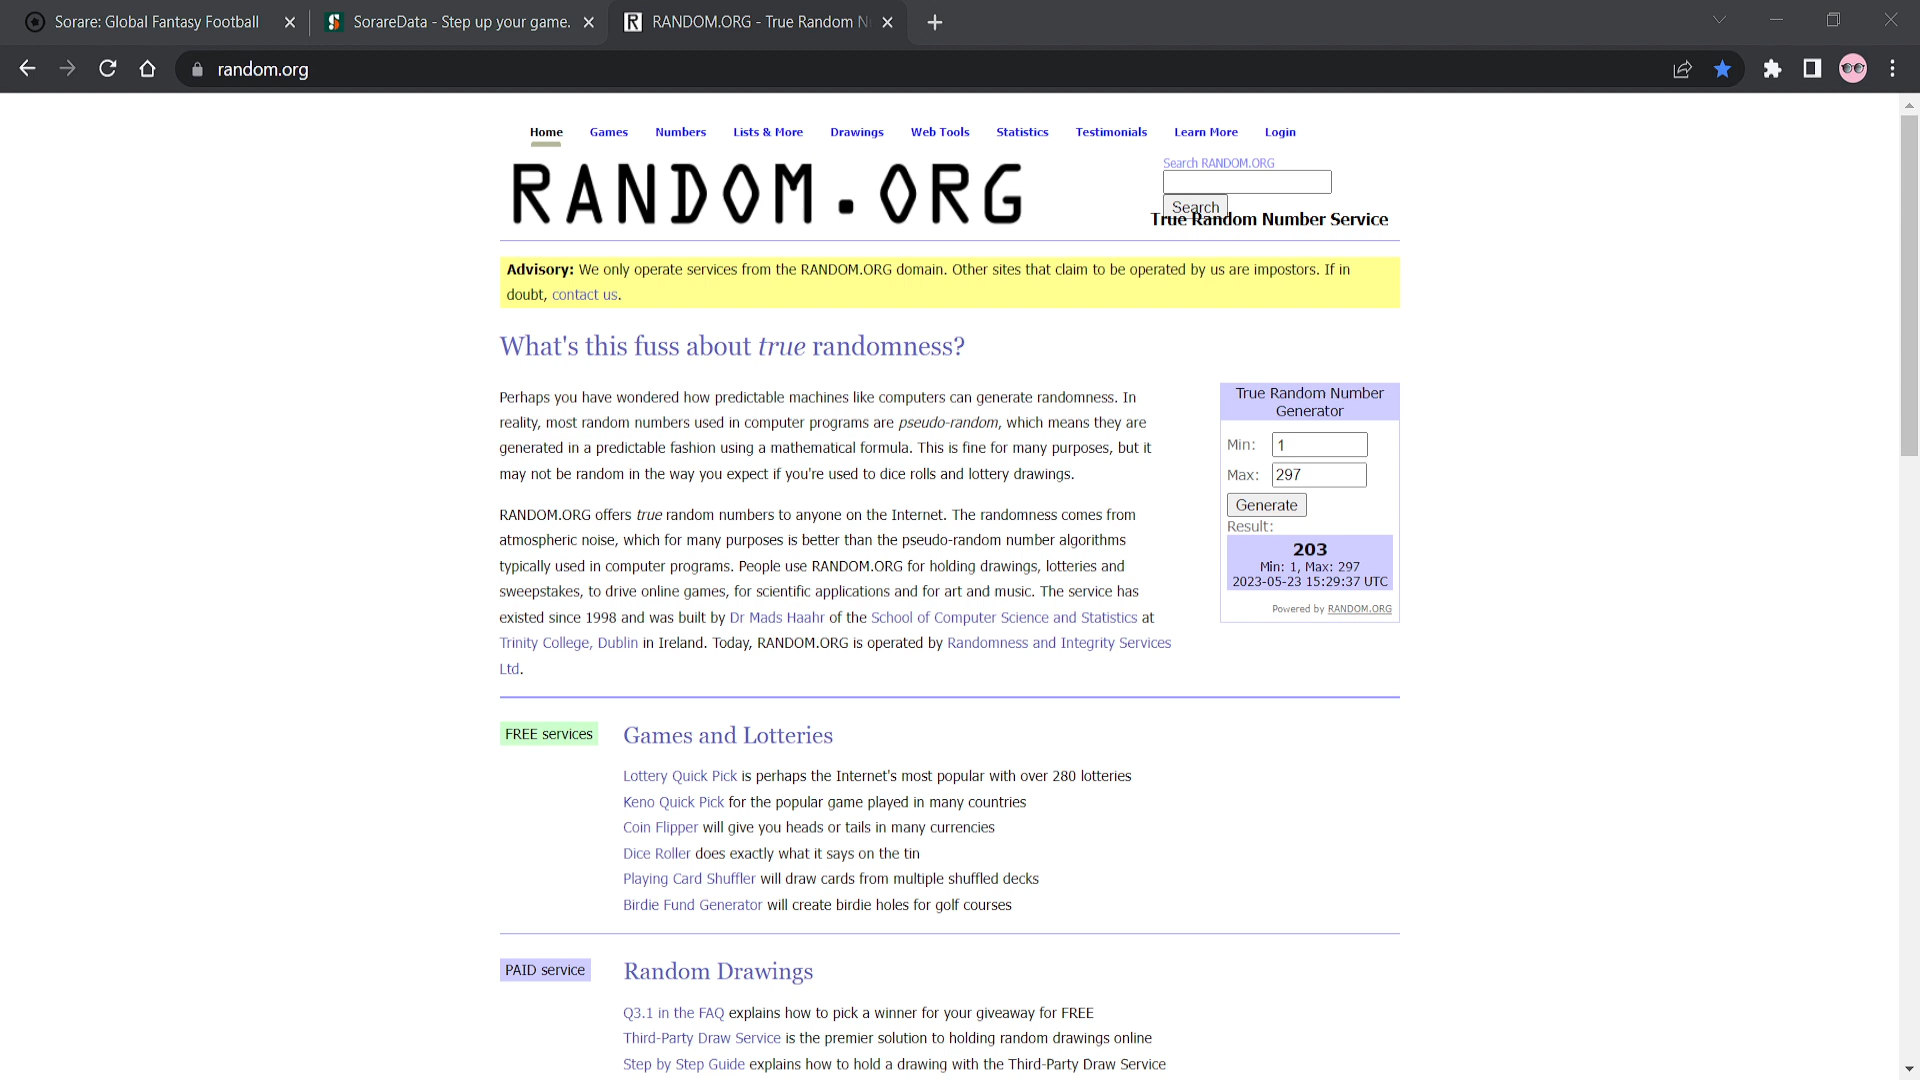 Sorare: Global Fantasy Football
SorareData - Step up your game.
RANDOM.ORG - True Random N
random.org
Home Games Numbers Lists & More Drawings Web Tools Statistics Testimonials Learn More Login
RANDOM.ORG
Search RANDOM.ORG
Search
True Random Number Service
Advisory: We only operate services from the RANDOM.ORG domain. Other sites that claim to be operated by us are impostors. If in
doubt, contact us.
What's this fuss about true randomness?
Perhaps you have wondered how predictable machines like computers can generate randomness. In
reality, most random numbers used in computer programs are pseudo-random, which means they are
generated in a predictable fashion using a mathematical formula. This is fine for many purposes, but it
may not be random in the way you expect if you're used to dice rolls and lottery drawings.
RANDOM.ORG offers true random numbers to anyone on the Internet. The randomness comes from
atmospheric noise, which for many purposes is better than the pseudo-random number algorithms
typically used in computer programs. People use RANDOM.ORG for holding drawings, lotteries and
sweepstakes, to drive online games, for scientific applications and for art and music. The service has
existed since 1998 and was built by Dr Mads Haahr of the School of Computer Science and Statistics at
Trinity College, Dublin in Ireland. Today, RANDOM.ORG is operated by Randomness and Integrity Services
Ltd.
True Random Number
Generator
Min: 1
Max: 297
Generate
Result:
203
Min: 1, Max: 297
2023-05-23 15:29:37 UTC
Powered by RANDOM.ORG
FREE services
Games and Lotteries
Lottery Quick Pick is perhaps the Internet's most popular with over 280 lotteries
Keno Quick Pick for the popular game played in many countries
Coin Flipper will give you heads or tails in many currencies
Dice Roller does exactly what it says on the tin
Playing Card Shuffler will draw cards from multiple shuffled decks
Birdie Fund Generator will create birdie holes for golf courses
PAID service
Random Drawings
Q3.1 in the FAQ explains how to pick a winner for your giveaway for FREE
Third-Party Draw Service is the premier solution to holding random drawings online
Step by Step Guide explains how to hold a drawing with the Third-Party Draw Service